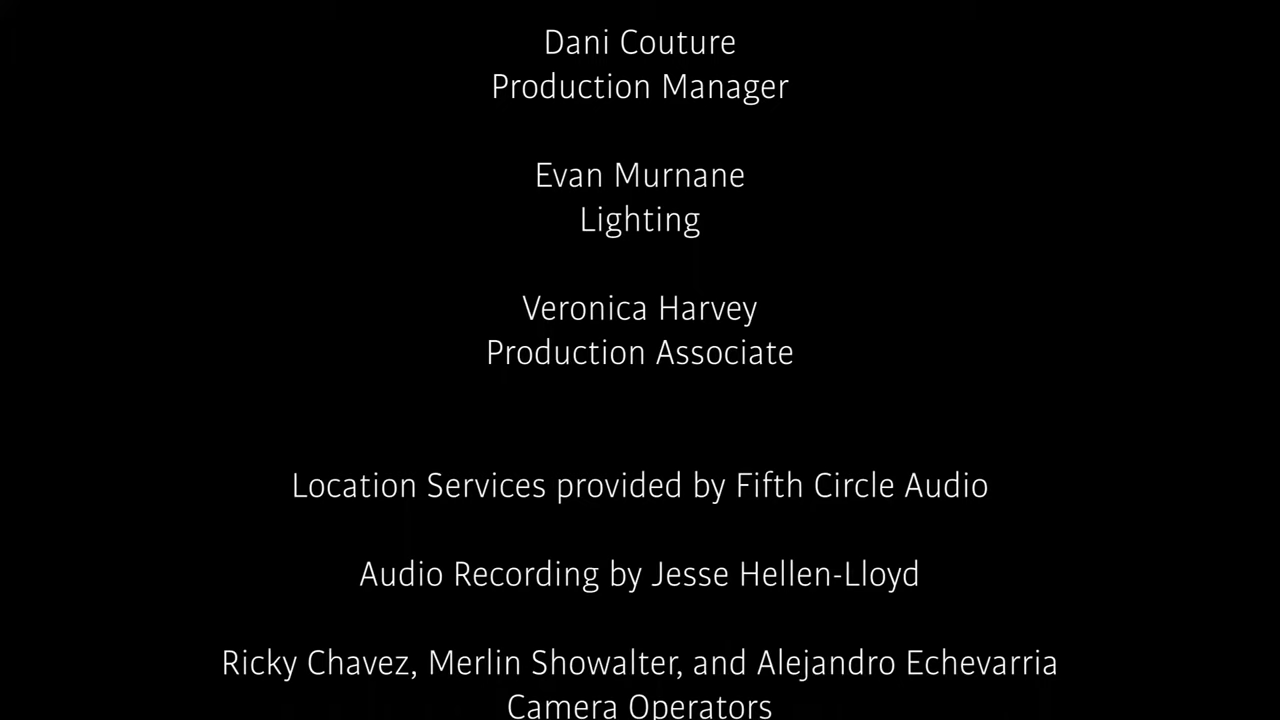 Dani Couture
Production Manager
Evan Murnane
Lighting
Veronica Harvey
Production Associate
Location Services provided by Fifth Circle Audio
Audio Recording by Jesse Hellen-Lloyd
Ricky Chavez, Merlin Showalter, and Alejandro Echevarria
Camera Operators